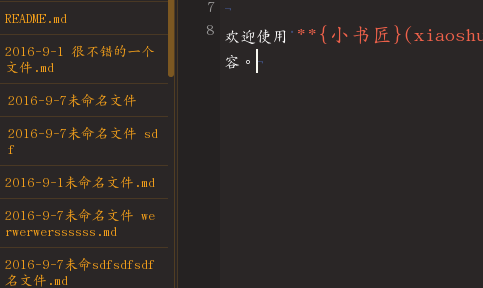 README.md
2016-9-1 很不错的一个
文件.md
2016-9-7未命名文件
2016-9-7未命名文件 sd
f
2016-9-1未命名文件.md
2016-9-7未命名文件 we
rwerwerssssss.md
2016-9-7未命sdfsdfsdf
名文件.md
7
8
欢迎使用 **{小书匠}(xiaoshu
容。